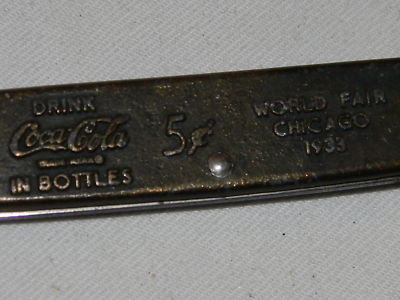 DRINK
Coca-Cola
IN BOTTLES
5¢
WORLD FAIR
CHICAGO
1933